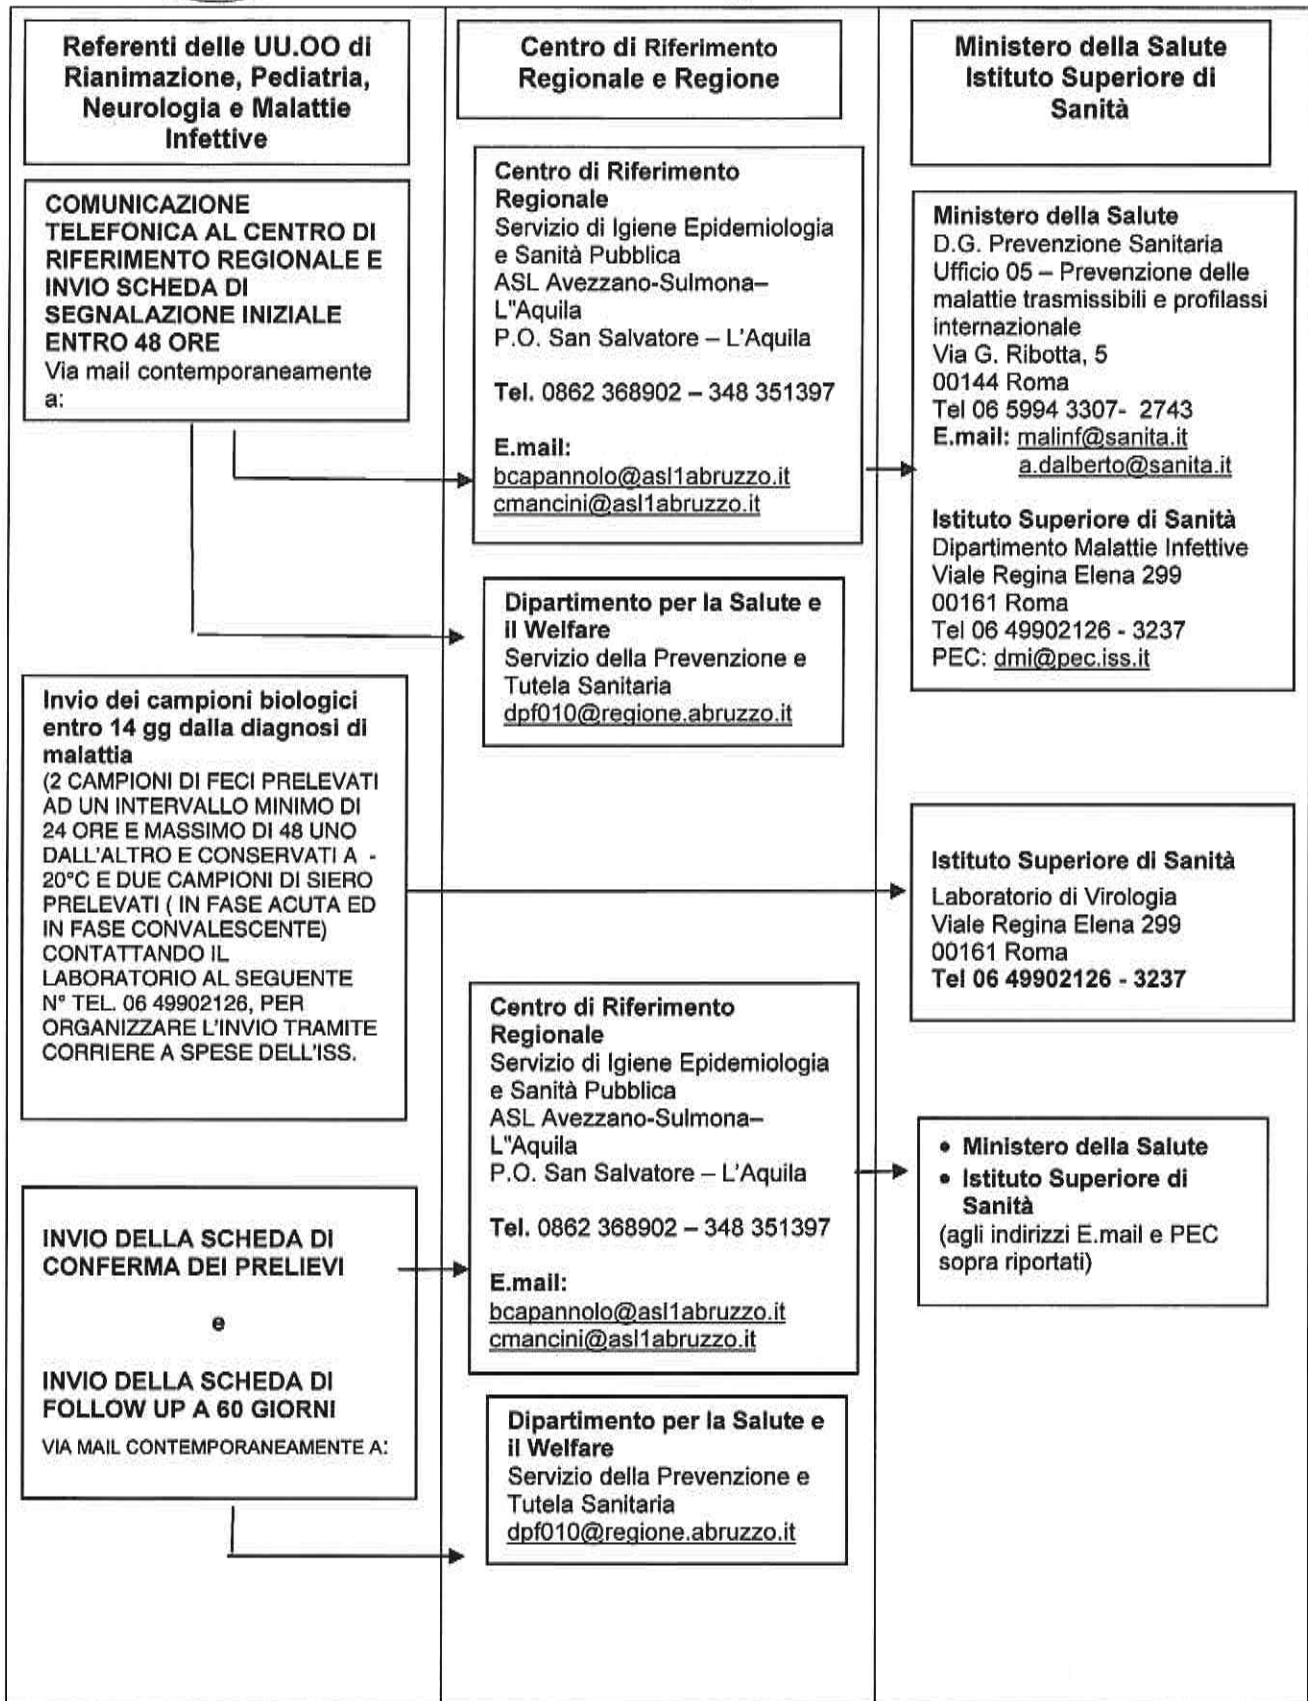 Referenti delle UU.OO di
Rianimazione, Pediatria,
Neurologia e Malattie
Infettive
COMUNICAZIONE
TELEFONICA AL CENTRO DI
RIFERIMENTO REGIONALE E
INVIO SCHEDA DI
SEGNALAZIONE INIZIALE
ENTRO 48 ORE
Via mail contemporaneamente
a:
Invio dei campioni biologici
entro 14 gg dalla diagnosi di
malattia
(2 CAMPIONI DI FECI PRELEVATI
AD UN INTERVALLO MINIMO DI
24 ORE E MASSIMO DI 48 UNO
DALL'ALTRO E CONSERVATI A -
20°C E DUE CAMPIONI DI SIERO
PRELEVATI ( IN FASE ACUTA ED
IN FASE CONVALESCENTE)
CONTATTANDO IL
LABORATORIO AL SEGUENTE
N° TEL. 06 49902126, PER
ORGANIZZARE L'INVIO TRAMITE
CORRIERE A SPESE DELL'ISS.
INVIO DELLA SCHEDA DI
CONFERMA DEI PRELIEVI
e
INVIO DELLA SCHEDA DI
FOLLOW UP A 60 GIORNI
VIA MAIL CONTEMPORANEAMENTE A:
Centro di Riferimento
Regionale e Regione
Centro di Riferimento
Regionale
Servizio di Igiene Epidemiologia
e Sanità Pubblica
ASL Avezzano-Sulmona–
L"Aquila
P.O. San Salvatore – L'Aquila
Tel. 0862 368902 – 348 351397
E.mail:
bcapannolo@asl1abruzzo.it
cmancini@asl1abruzzo.it
Dipartimento per la Salute e
il Welfare
Servizio della Prevenzione e
Tutela Sanitaria
dpf010@regione.abruzzo.it
Centro di Riferimento
Regionale
Servizio di Igiene Epidemiologia
e Sanità Pubblica
ASL Avezzano-Sulmona–
L"Aquila
P.O. San Salvatore – L'Aquila
Tel. 0862 368902 – 348 351397
E.mail:
bcapannolo@asl1abruzzo.it
cmancini@asl1abruzzo.it
Dipartimento per la Salute e
il Welfare
Servizio della Prevenzione e
Tutela Sanitaria
dpf010@regione.abruzzo.it
Ministero della Salute
Istituto Superiore di
Sanità
Ministero della Salute
D.G. Prevenzione Sanitaria
Ufficio 05 – Prevenzione delle
malattie trasmissibili e profilassi
internazionale
Via G. Ribotta, 5
00144 Roma
Tel 06 5994 3307- 2743
E.mail: malinf@sanita.it
a.dalberto@sanita.it
Istituto Superiore di Sanità
Dipartimento Malattie Infettive
Viale Regina Elena 299
00161 Roma
Tel 06 49902126 - 3237
PEC: dmi@pec.iss.it
Istituto Superiore di Sanità
Laboratorio di Virologia
Viale Regina Elena 299
00161 Roma
Tel 06 49902126 - 3237
• Ministero della Salute
• Istituto Superiore di
Sanità
(agli indirizzi E.mail e PEC
sopra riportati)